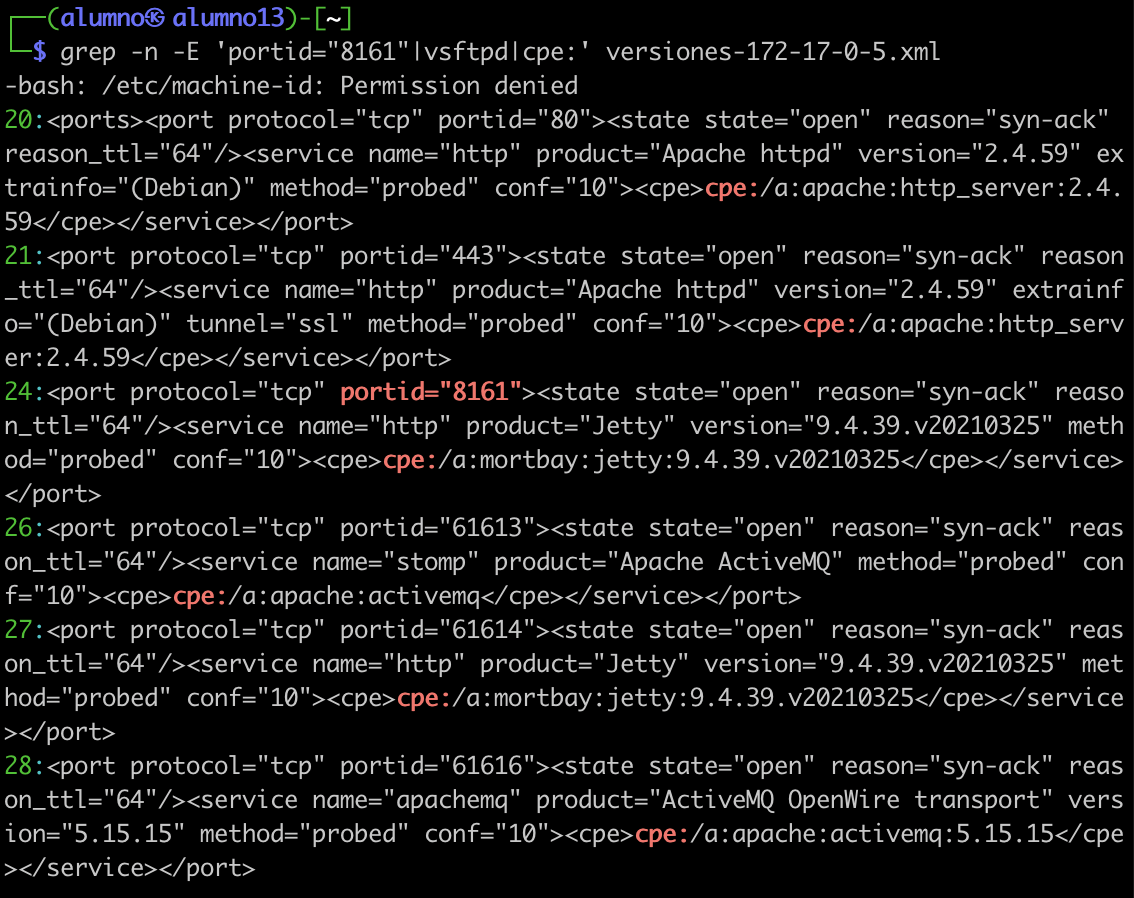 ┌──(alumno㉿alumno13)-[~]
└─$ grep -n -E 'portid="8161"|vsftpd|cpe:' versiones-172-17-0-5.xml
-bash: /etc/machine-id: Permission denied
20:<ports><port protocol="tcp" portid="80"><state state="open" reason="syn-ack"
reason_ttl="64"/><service name="http" product="Apache httpd" version="2.4.59" ex
trainfo="(Debian)" method="probed" conf="10"><cpe>cpe:/a:apache:http_server:2.4.
59</cpe></service></port>
21:<port protocol="tcp" portid="443"><state state="open" reason="syn-ack" reason
_ttl="64"/><service name="http" product="Apache httpd" version="2.4.59" extrainf
o="(Debian)" tunnel="ssl" method="probed" conf="10"><cpe>cpe:/a:apache:http_serv
er:2.4.59</cpe></service></port>
24:<port protocol="tcp" portid="8161"><state state="open" reason="syn-ack" reaso
n_ttl="64"/><service name="http" product="Jetty" version="9.4.39.v20210325" meth
od="probed" conf="10"><cpe>cpe:/a:mortbay:jetty:9.4.39.v20210325</cpe></service>
</port>
26:<port protocol="tcp" portid="61613"><state state="open" reason="syn-ack" reas
on_ttl="64"/><service name="stomp" product="Apache ActiveMQ" method="probed" con
f="10"><cpe>cpe:/a:apache:activemq</cpe></service></port>
27:<port protocol="tcp" portid="61614"><state state="open" reason="syn-ack" reas
on_ttl="64"/><service name="http" product="Jetty" version="9.4.39.v20210325" met
hod="probed" conf="10"><cpe>cpe:/a:mortbay:jetty:9.4.39.v20210325</cpe></service
></port>
28:<port protocol="tcp" portid="61616"><state state="open" reason="syn-ack" reas
on_ttl="64"/><service name="apachemq" product="ActiveMQ OpenWire transport" vers
ion="5.15.15" method="probed" conf="10"><cpe>cpe:/a:apache:activemq:5.15.15</cpe
></service></port>